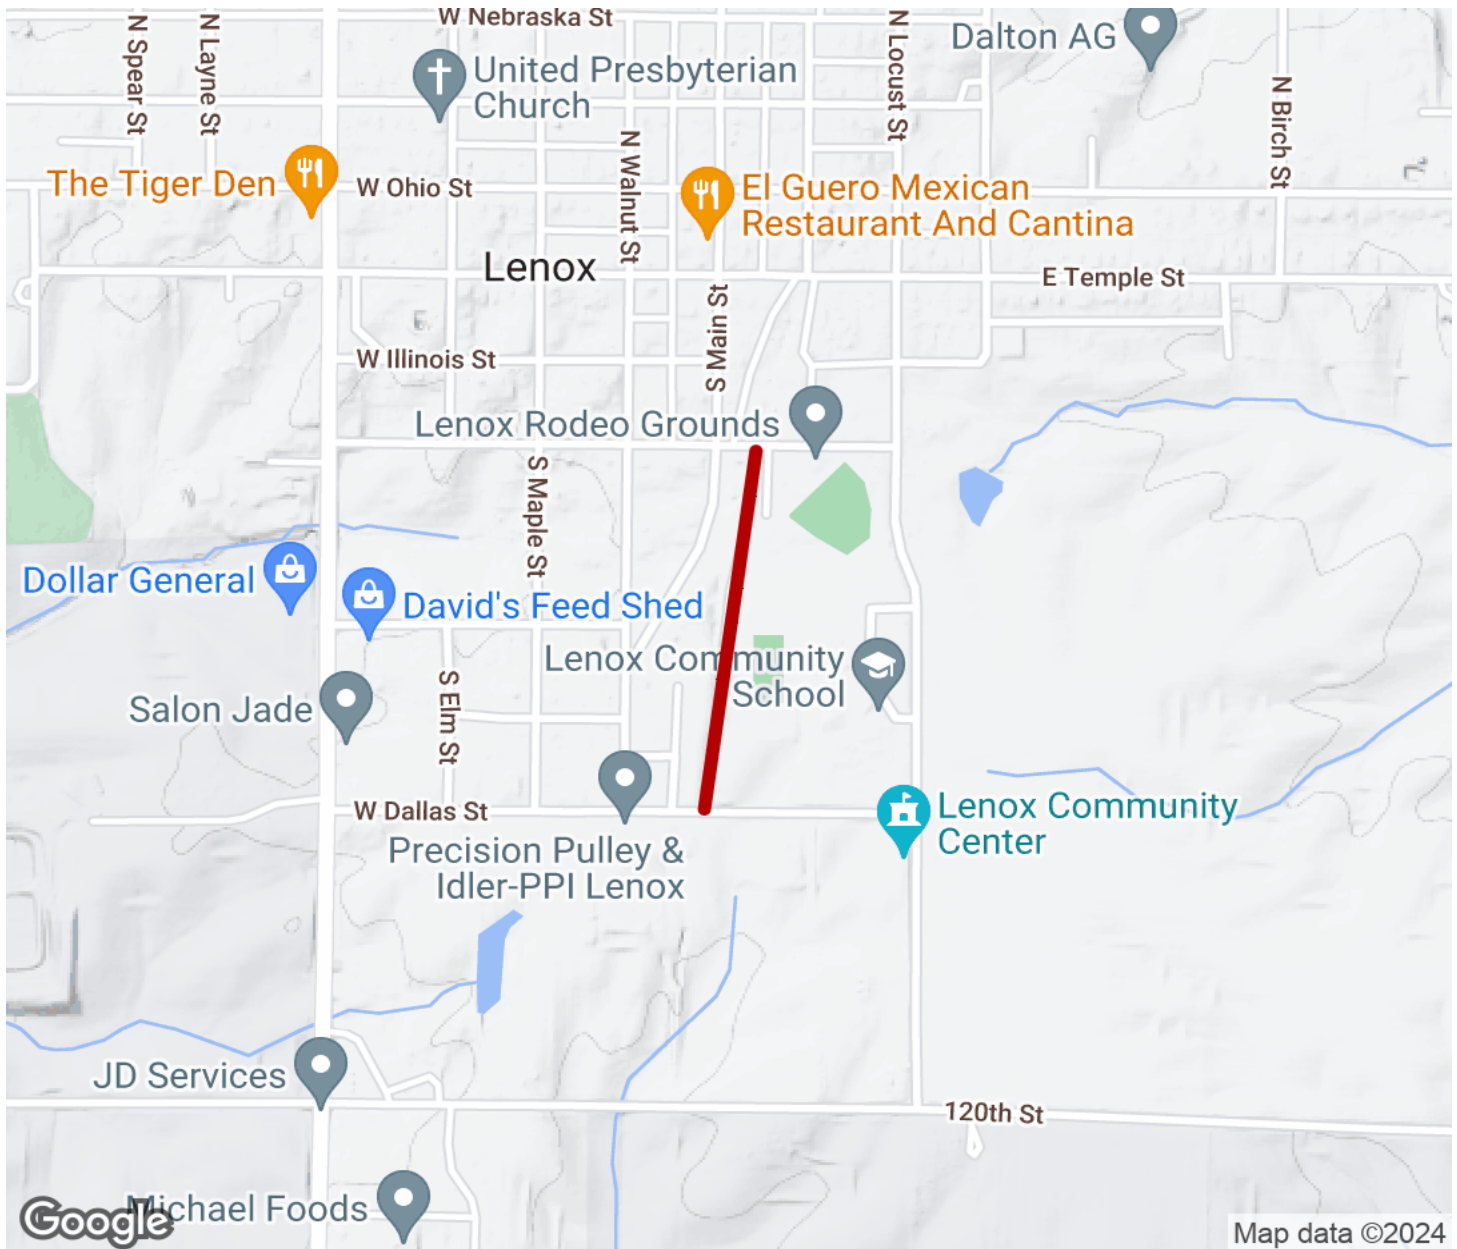 W Nebraska St
N Spear St
N Layne St
N Locust St
Dalton AG
United Presbyterian
Church
N Birch St
N Walnut St
The Tiger Den
W Ohio St
El Guero Mexican
Restaurant And Cantina
Lenox
E Temple St
S Main St
W Illinois St
Lenox Rodeo Grounds
S Maple St
Dollar General
David's Feed Shed
Lenox Community
School
S Elm St
Salon Jade
W Dallas St
Lenox Community
Center
Precision Pulley &
Idler-PPI Lenox
JD Services
120th St
Michael Foods
Google
Map data ©2024